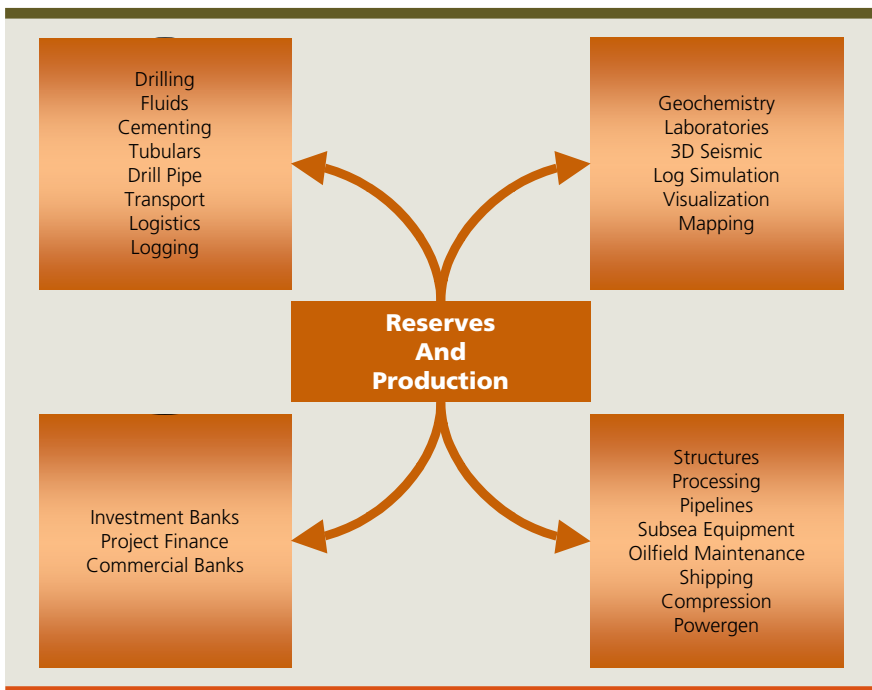 Drilling
Fluids
Cementing
Tubulars
Drill Pipe
Transport
Logistics
Logging
Geochemistry
Laboratories
3D Seismic
Log Simulation
Visualization
Mapping
Reserves
And
Production
Investment Banks
Project Finance
Commercial Banks
Structures
Processing
Pipelines
Subsea Equipment
Oilfield Maintenance
Shipping
Compression
Powergen